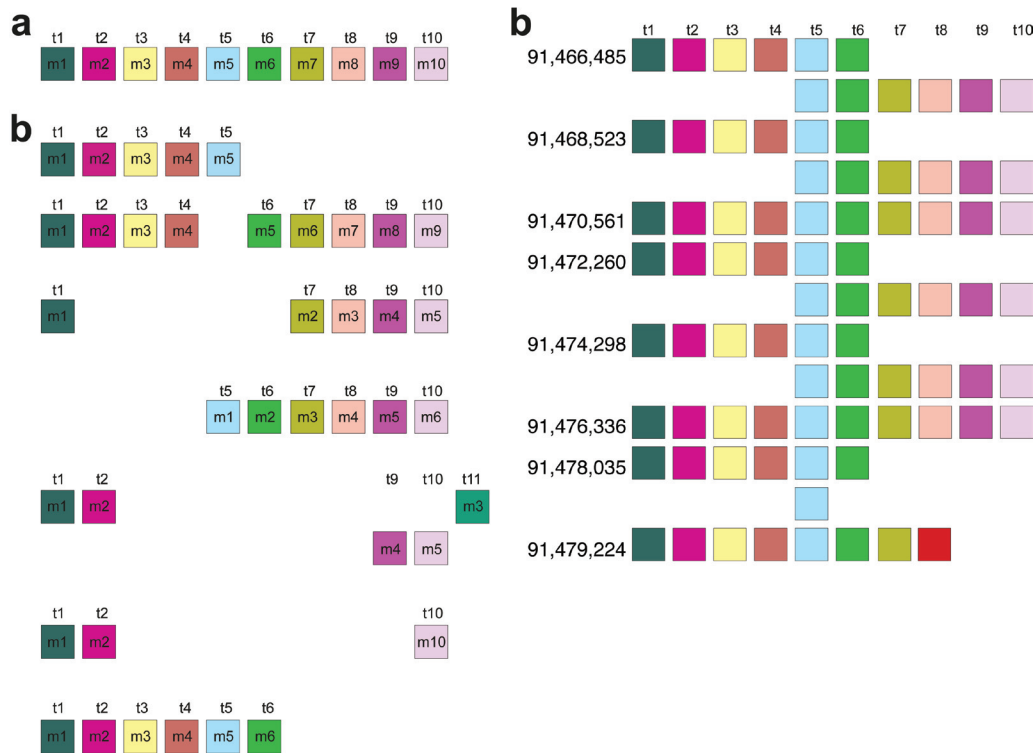 a
t1 t2 t3 t4 t5 t6 t7 t8 t9 t10
m1 m2 m3 m4 m5 m6 m7 m8 m9 m10
b
t1 t2 t3 t4 t5
m1 m2 m3 m4 m5
t1 t2 t3 t4 t6 t7 t8 t9 t10
m1 m2 m3 m4 m5 m6 m7 m8 m9
t1 t7 t8 t9 t10
m1 m2 m3 m4 m5
t5 t6 t7 t8 t9 t10
m1 m2 m3 m4 m5 m6
t1 t2 t9 t10 t11
m1 m2 m3
m4 m5
t1 t2 t10
m1 m2 m10
t1 t2 t3 t4 t5 t6
m1 m2 m3 m4 m5 m6
b
t1 t2 t3 t4 t5 t6 t7 t8 t9 t10
91,466,485
91,468,523
91,470,561
91,472,260
91,474,298
91,476,336
91,478,035
91,479,224